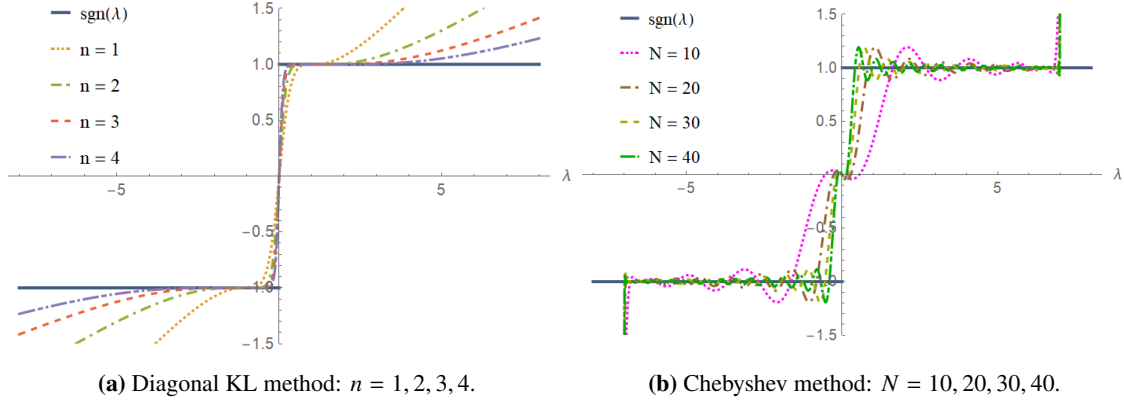 1.5
sgn(λ)
n = 1
n = 2
n = 3
n = 4
1.0
0.5
-5
5
λ
-0.5
-1.0
-1.5
1.5
sgn(λ)
N = 10
N = 20
N = 30
N = 40
1.0
0.5
-5
5
λ
-0.5
-1.0
-1.5
(a) Diagonal KL method: n = 1, 2, 3, 4.
(b) Chebyshev method: N = 10, 20, 30, 40.